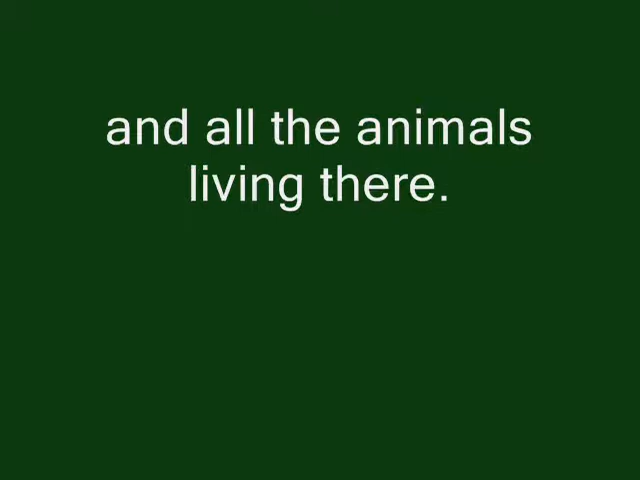 and all the animals
living there.